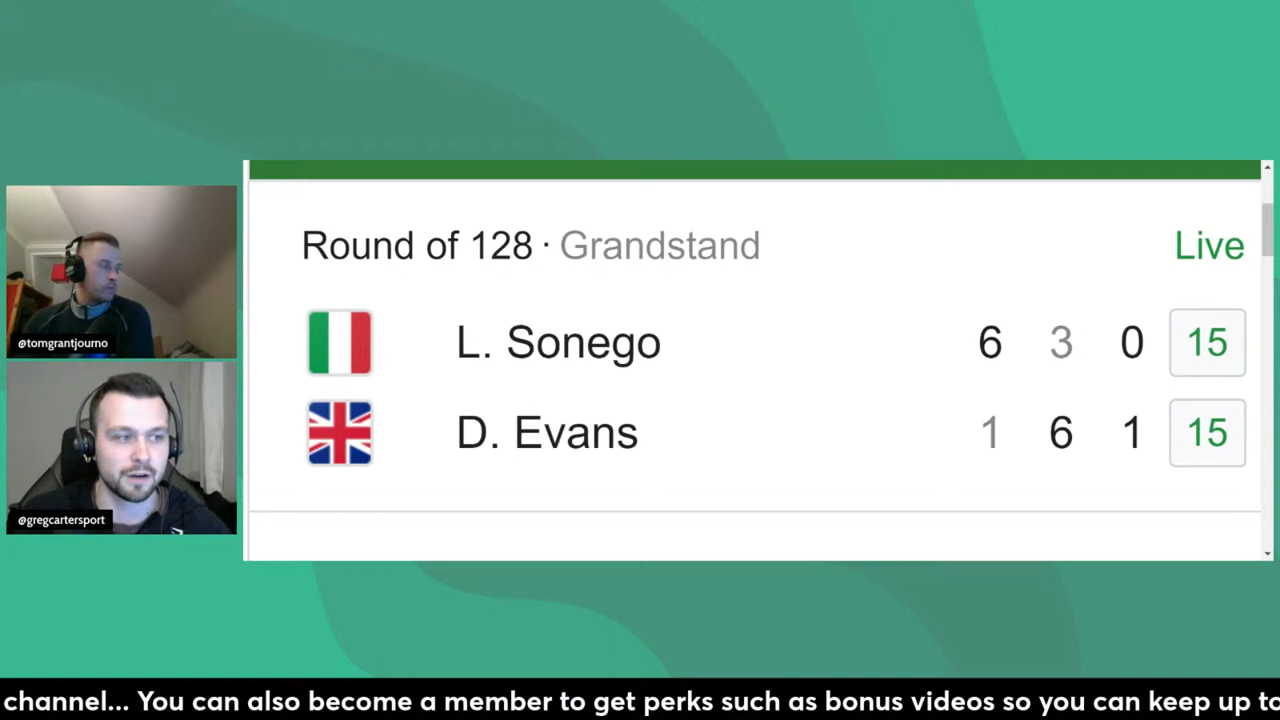 Round of 128 · Grandstand Live
L. Sonego 6 3 0 15
D. Evans 1 6 1 15
@tomgrantjourno
@gregcartersport
channel... You can also become a member to get perks such as bonus videos so you can keep up to